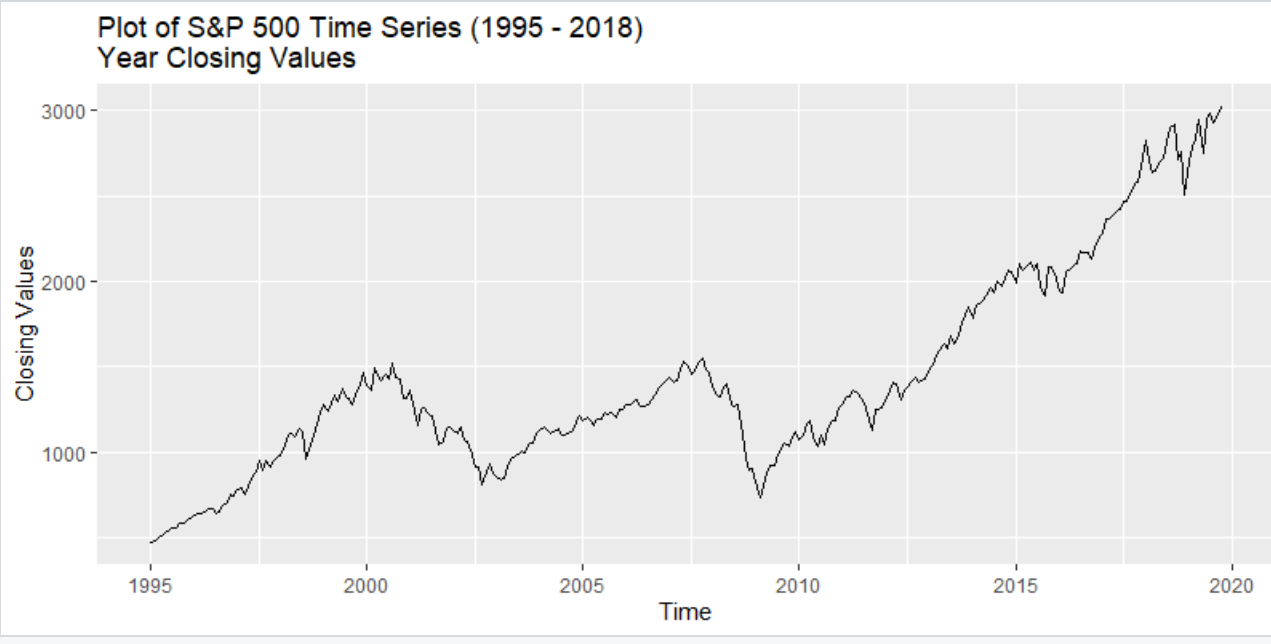 Plot of S&P 500 Time Series (1995 - 2018)
Year Closing Values
Closing Values
3000
2000
1000
1995 2000 2005 2010 2015 2020
Time